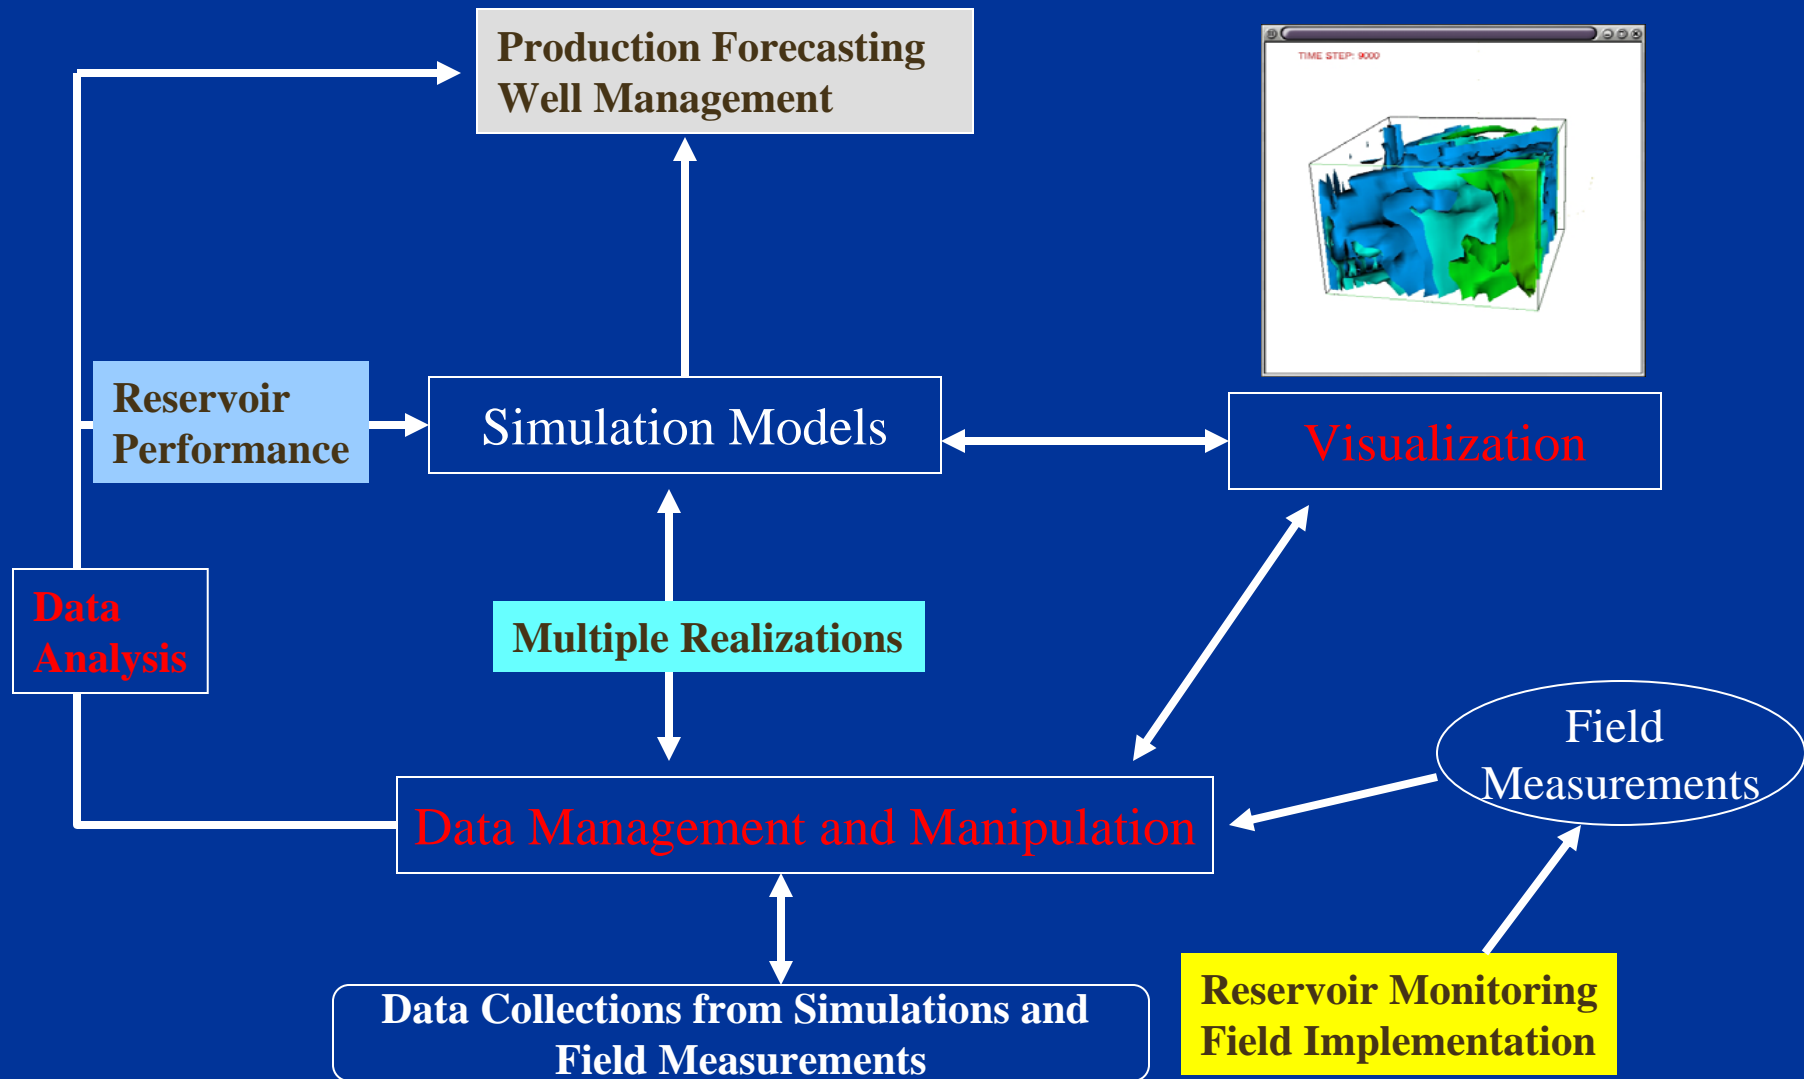 Production Forecasting
Well Management
TIME STEP: 9000
Reservoir
Performance
Simulation Models
Visualization
Data
Analysis
Multiple Realizations
Field
Measurements
Data Management and Manipulation
Data Collections from Simulations and
Field Measurements
Reservoir Monitoring
Field Implementation